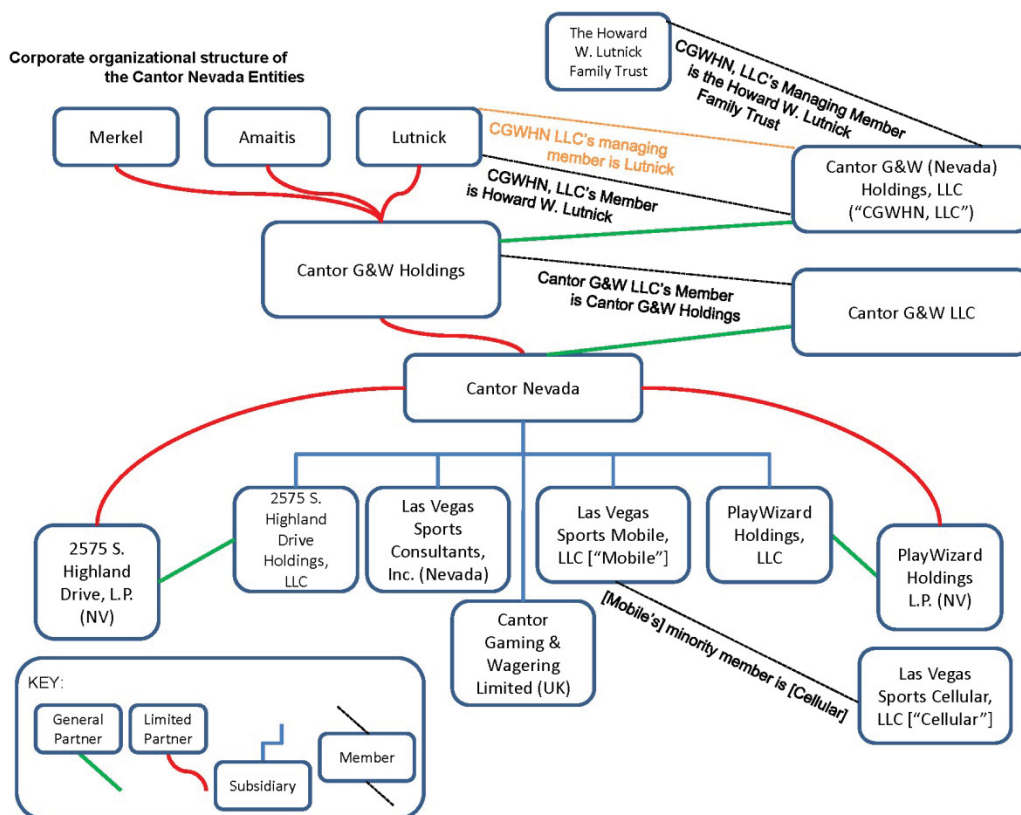 Corporate organizational structure of
the Cantor Nevada Entities
The Howard
W. Lutnick
Family Trust
CGWHN, LLC's Managing Member
is the Howard W. Lutnick
Family Trust
Merkel
Amaitis
Lutnick
CGWHN LLC's managing
member is Lutnick
CGWHN, LLC's Member
is Howard W. Lutnick
Cantor G&W (Nevada)
Holdings, LLC
("CGWHN, LLC")
Cantor G&W Holdings
Cantor G&W LLC's Member
is Cantor G&W Holdings
Cantor G&W LLC
Cantor Nevada
2575 S.
Highland
Drive, L.P.
(NV)
2575 S.
Highland
Drive
Holdings,
LLC
Las Vegas
Sports
Consultants,
Inc. (Nevada)
Cantor
Gaming &
Wagering
Limited (UK)
Las Vegas
Sports Mobile,
LLC ["Mobile"]
PlayWizard
Holdings,
LLC
PlayWizard
Holdings
L.P. (NV)
[Mobile's] minority member is [Cellular]
Las Vegas
Sports Cellular,
LLC ["Cellular"]
KEY:
General
Partner
Limited
Partner
Subsidiary
Member